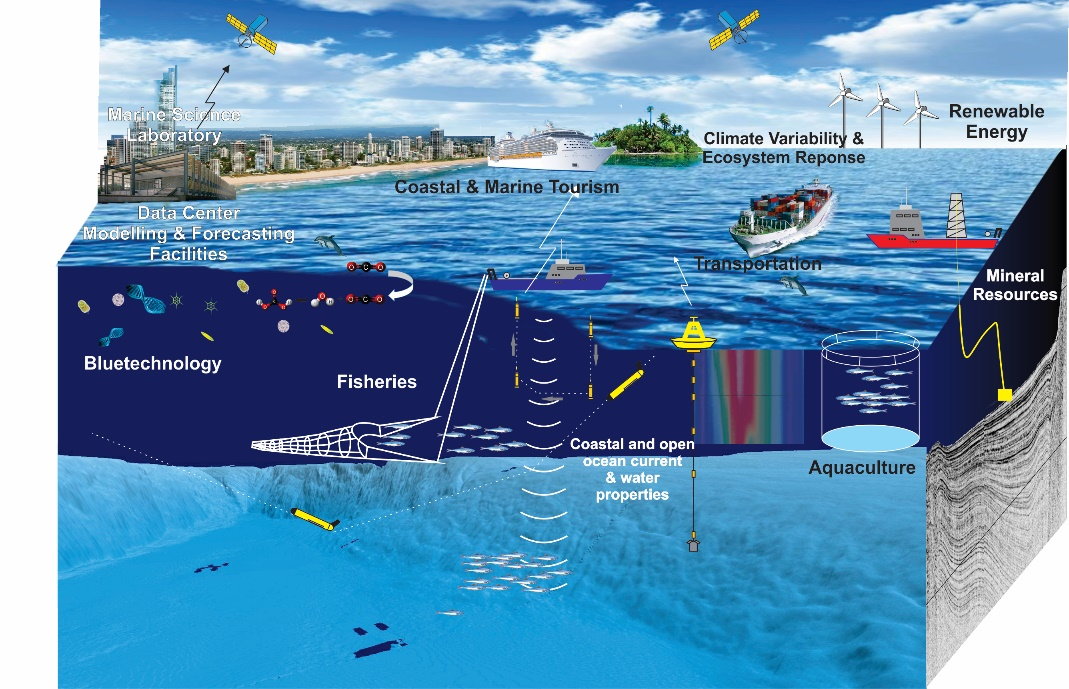 Marine Science
Laboratory
Renewable
Energy
Climate Variability &
Ecosystem Reponse
Coastal & Marine Tourism
Data Center
Modelling & Forecasting
Facilities
Transportation
Mineral
Resources
O C O
O C O
Bluetechnology
Fisheries
Coastal and open
ocean current
& water
properties
Aquaculture